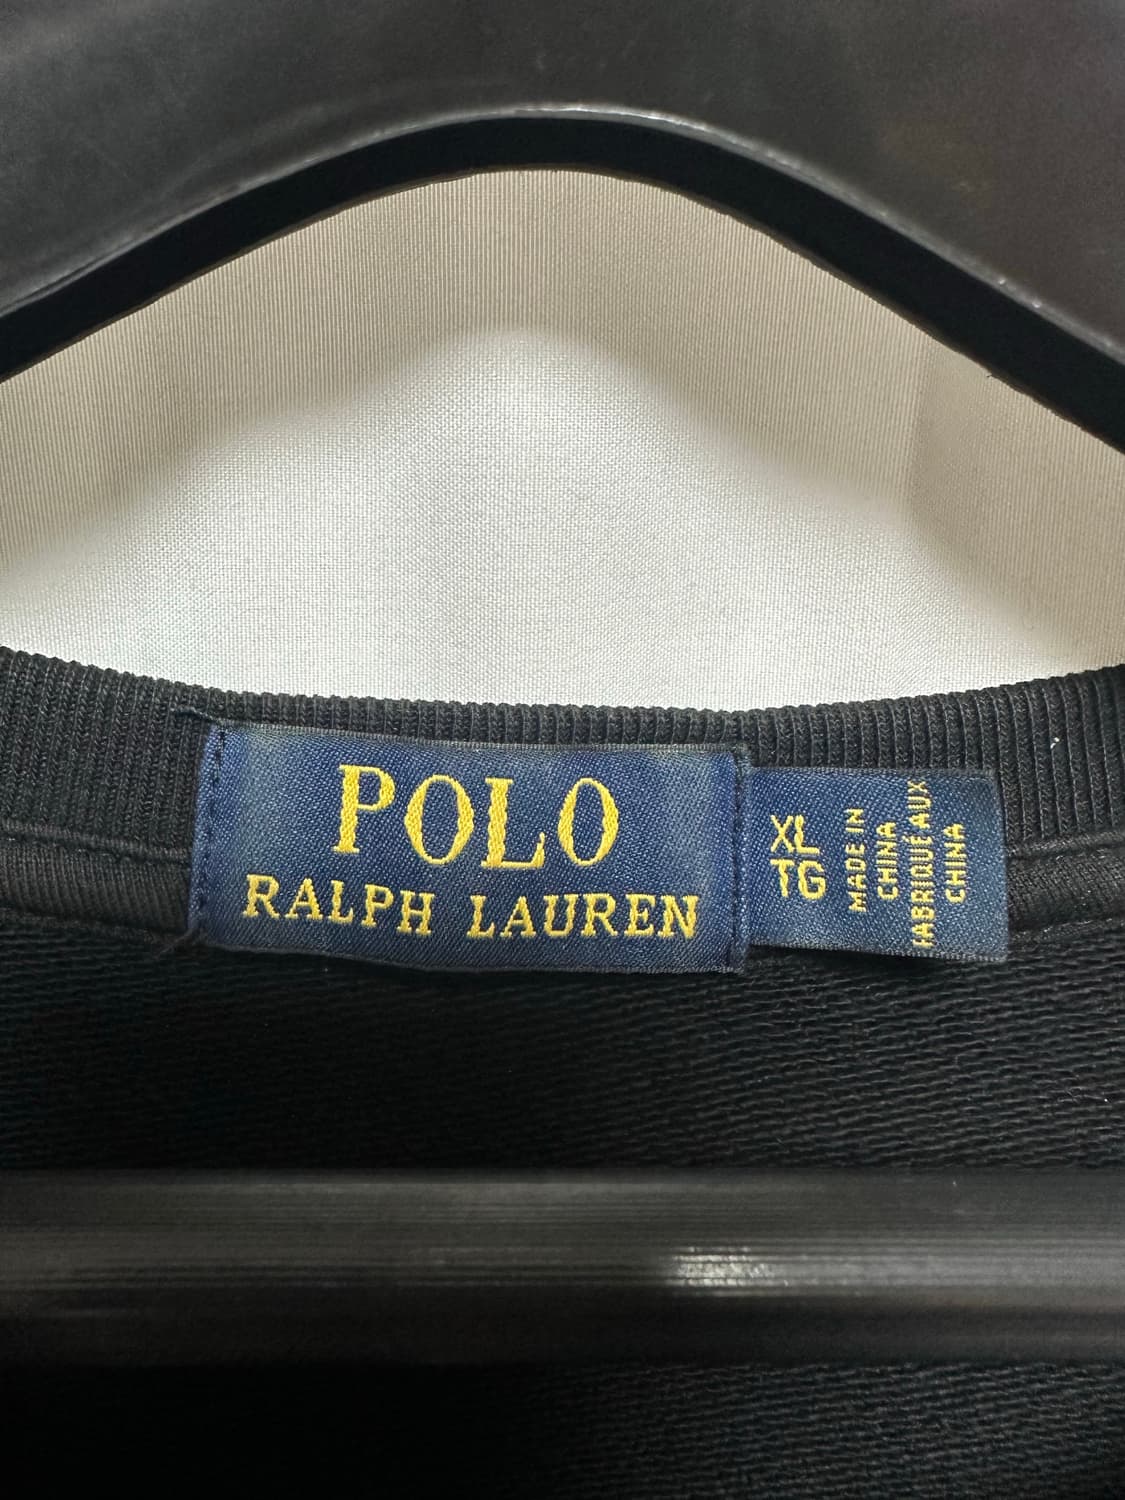 POLO
RALPH LAUREN
XL
TG
MADE IN
CHINA
FABRIQUÉ AUX
CHINA